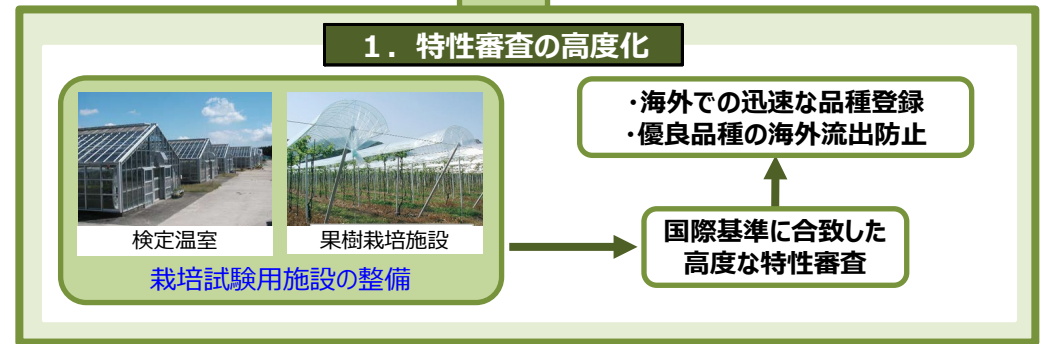 １．特性審査の高度化
検定温室
果樹栽培施設
栽培試験用施設の整備
・海外での迅速な品種登録
・優良品種の海外流出防止
国際基準に合致した
高度な特性審査